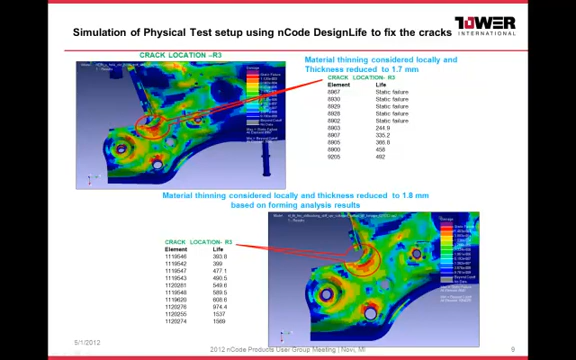 Simulation of Physical Test setup using nCode DesignLife to fix the cracks
TOWER
INTERNATIONAL
CRACK LOCATION –R3
Material thinning considered locally and
Thickness reduced to 1.7 mm
CRACK LOCATION- R3
Element Life
8967 Static failure
8930 Static failure
8929 Static failure
8928 Static failure
8902 Static failure
8903 244.9
8907 335.2
8905 366.8
8900 458
9205 492
Material thinning considered locally and thickness reduced to 1.8 mm
based on forming analysis results
CRACK LOCATION- R3
Element Life
1119546 393.8
1119542 399
1119547 477.1
1119543 490.5
1120281 549.6
1119548 589.5
1119629 608.6
1120278 974.4
1120255 1537
1120274 1569
5/1/2012
2012 nCode Products User Group Meeting | Novi, MI
9